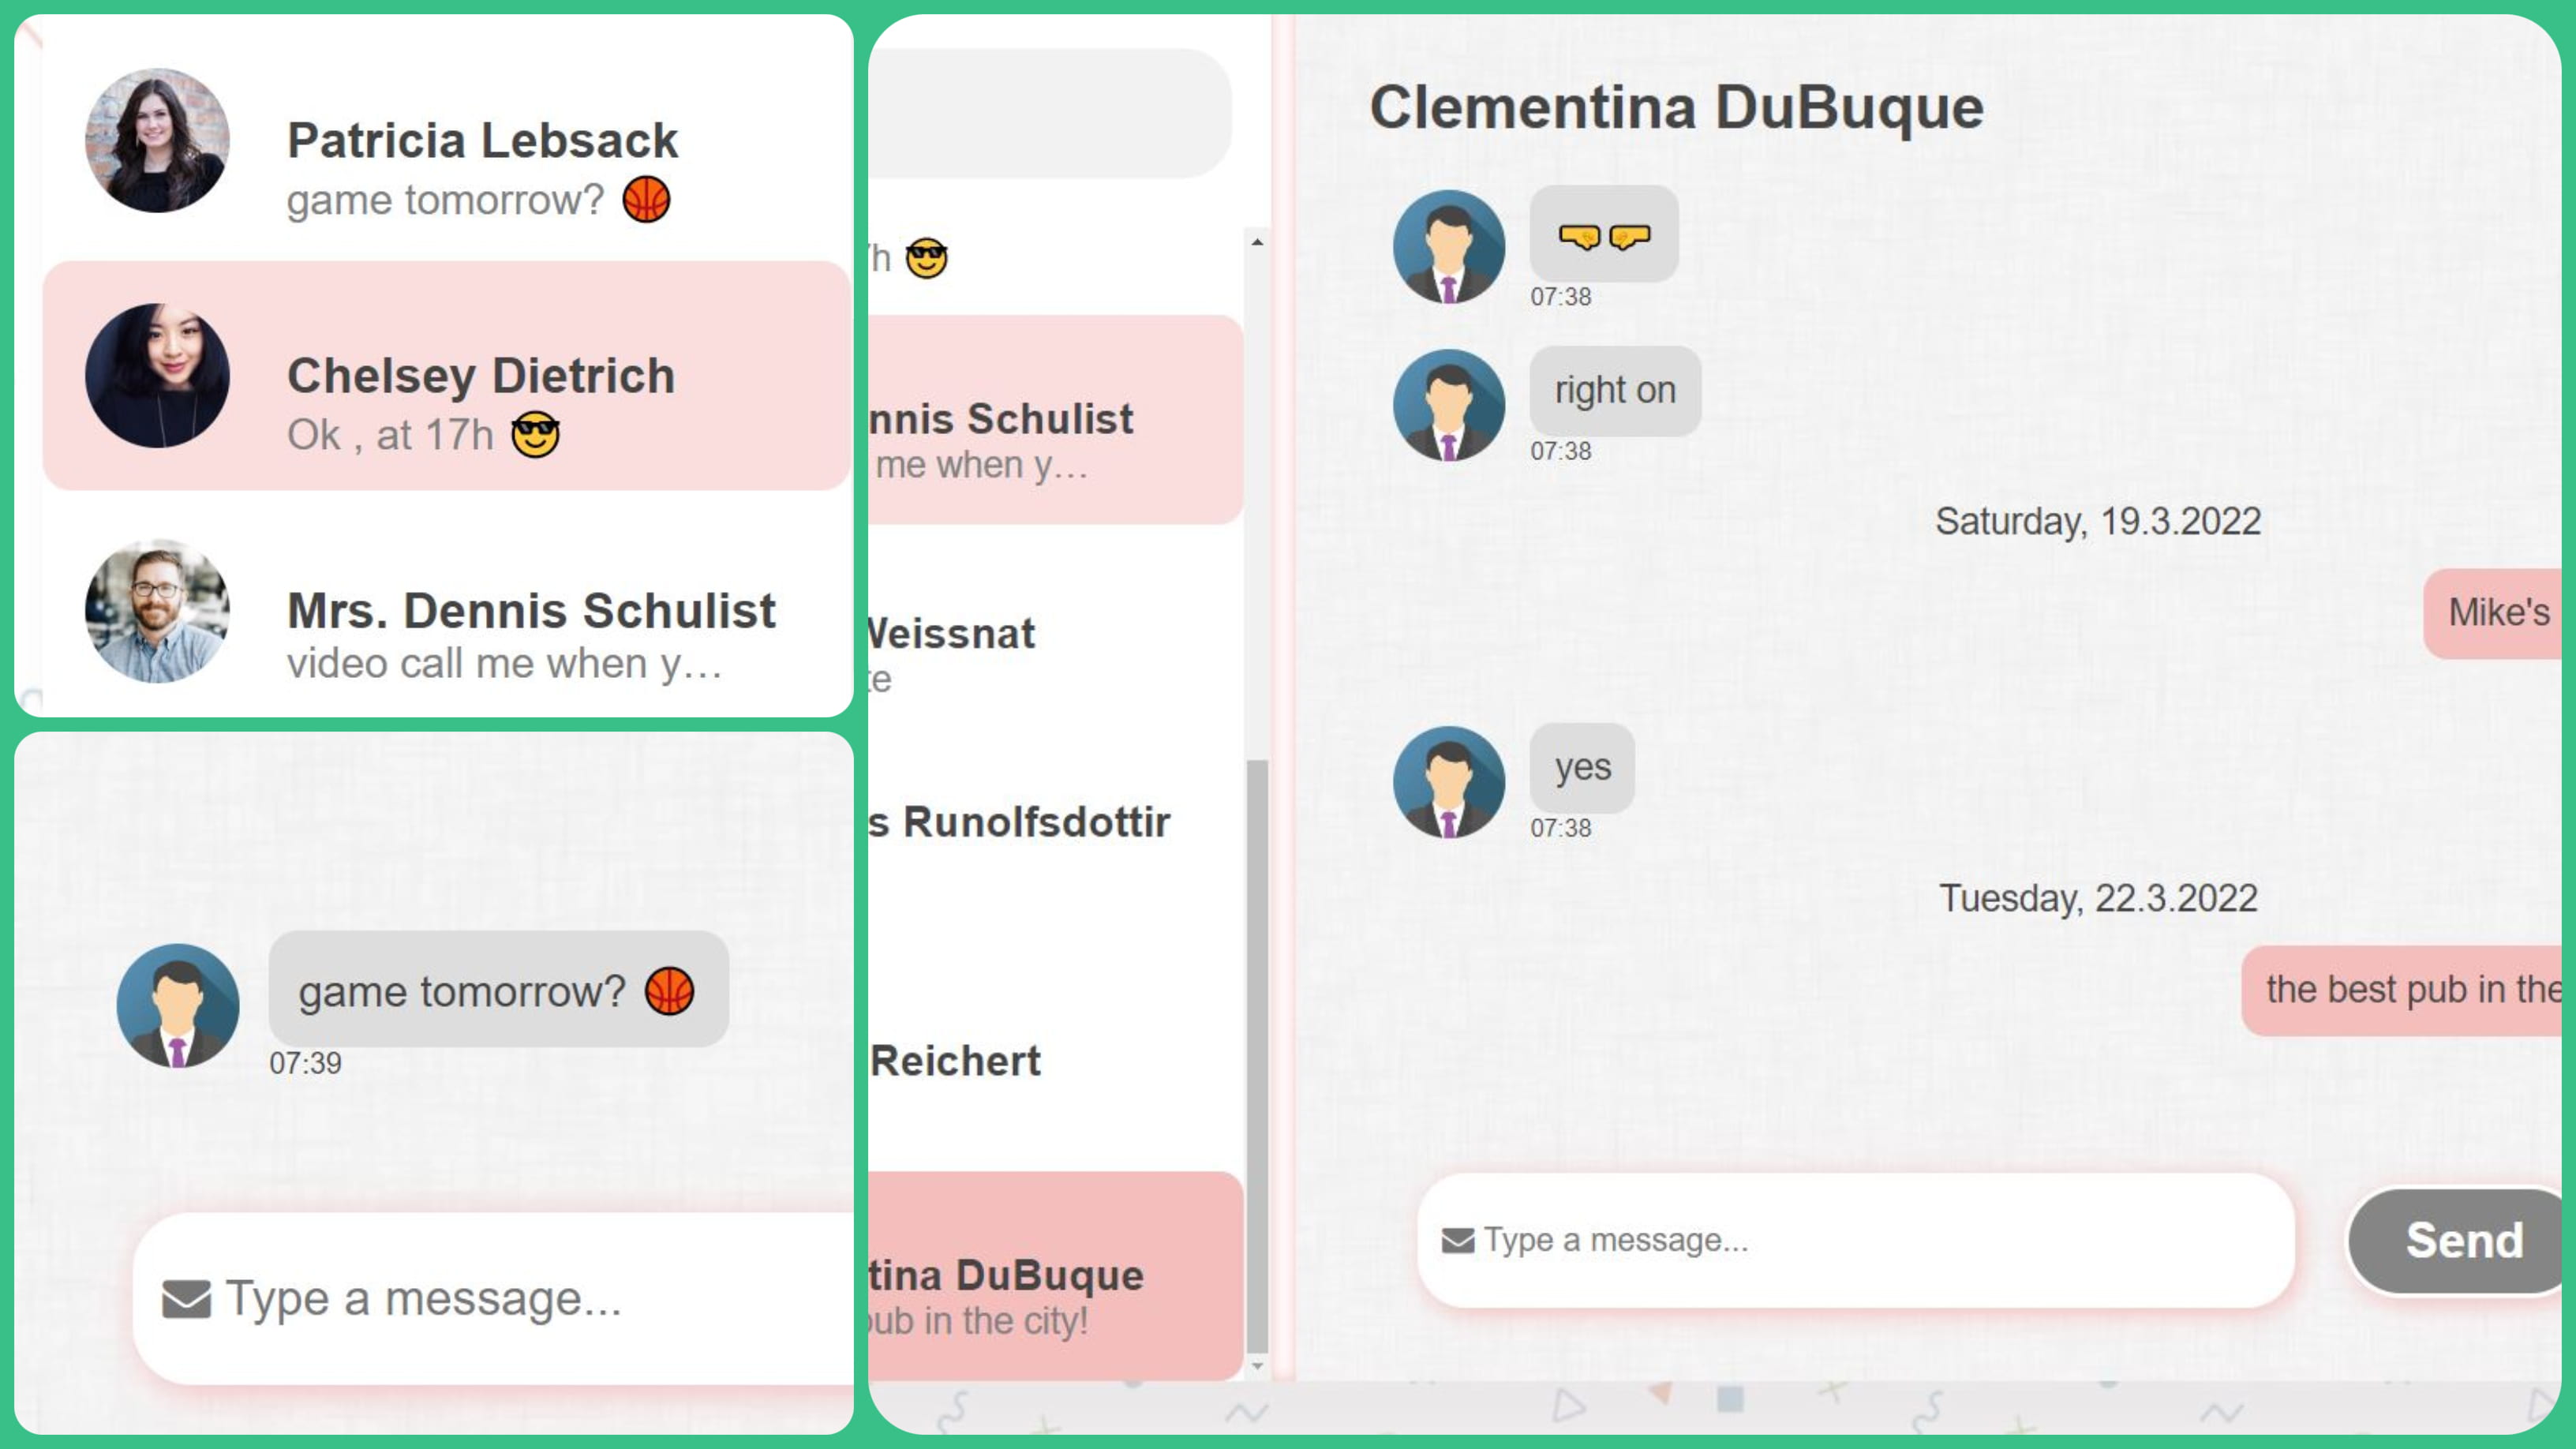 Patricia Lebsack
game tomorrow? 🏀
Chelsey Dietrich
Ok , at 17h 😎
Mrs. Dennis Schulist
video call me when y...
game tomorrow? 🏀
07:39
Type a message...
h 😎
nnis Schulist
me when y...
Weissnat
te
s Runolfsdottir
Reichert
tina DuBuque
pub in the city!
Clementina DuBuque
🤜🤛
07:38
right on
07:38
Saturday, 19.3.2022
Mike's
yes
07:38
Tuesday, 22.3.2022
the best pub in the
Type a message...
Send